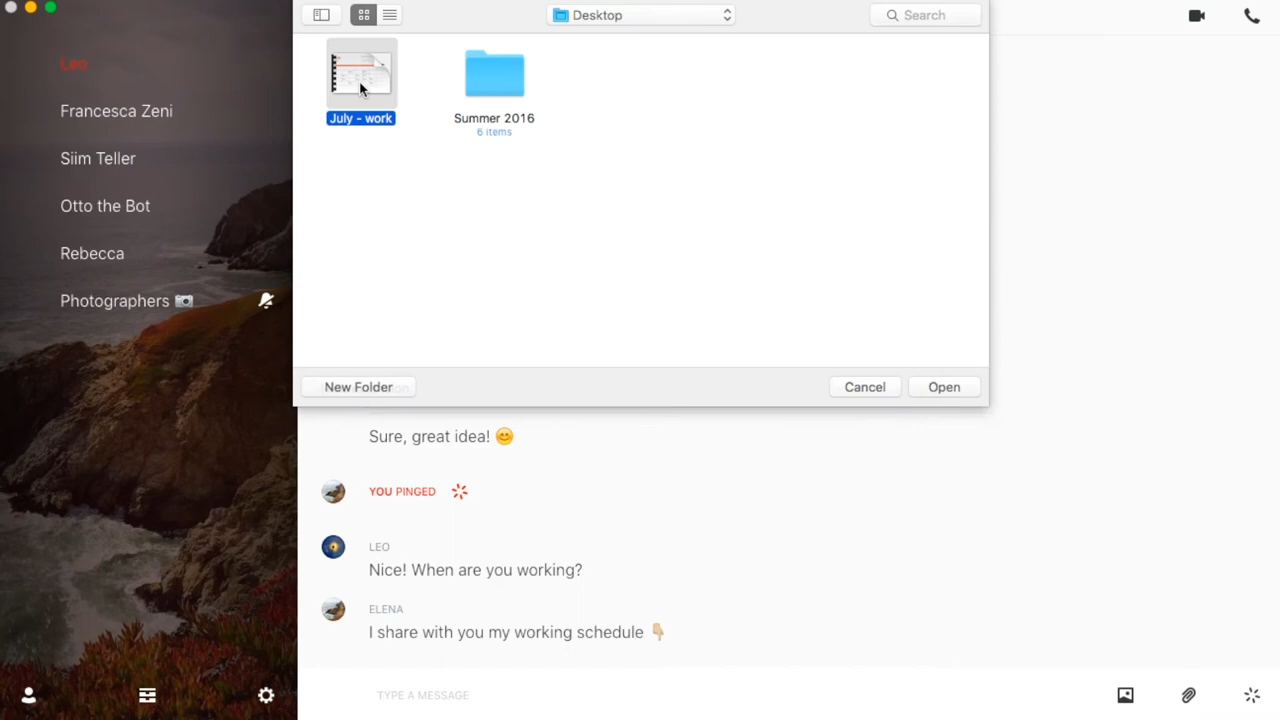 Desktop
Search
July - work
Summer 2016
6 items
New Folder
Cancel
Open
Leo
Francesca Zeni
Siim Teller
Otto the Bot
Rebecca
Photographers 📷
Sure, great idea! 😊
YOU PINGED
LEO
Nice! When are you working?
ELENA
I share with you my working schedule 👇🏼
TYPE A MESSAGE